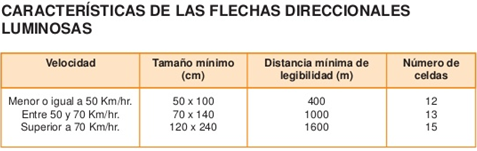 CARACTERÍSTICAS DE LAS FLECHAS DIRECCIONALES
LUMINOSAS
Velocidad Tamaño mínimo (cm) Distancia mínima de legibilidad (m) Número de celdas
Menor o igual a 50 Km/hr. 50 x 100 400 12
Entre 50 y 70 Km/hr. 70 x 140 1000 13
Superior a 70 Km/hr. 120 x 240 1600 15